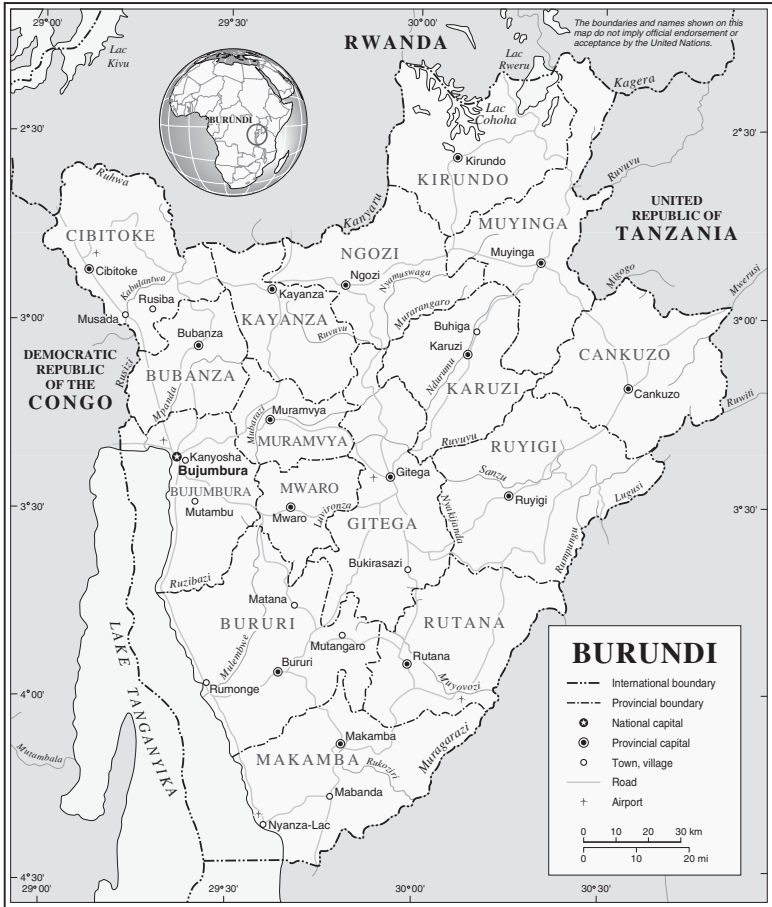 29°00'
29°30'
30°00'
The boundaries and names shown on this
map do not imply official endorsement or
acceptance by the United Nations.
Lac
Kivu
RWANDA
Lac
Rweru
Kagera
BURUNDI
Lac
Cohoha
2°30'
2°30'
Kirundo
KIRUNDO
Ruvuvu
Ruhwa
Kanyaru
UNITED
REPUBLIC OF
TANZANIA
MUYINGA
CIBITOKE
NGOZI
Muyinga
Cibitoke
Kabulantwa
Kayanza
Ngozi
Nyamuswaga
Migogo
Mwerusi
Rusiba
Musada
3°00'
3°00'
KAYANZA
Murarangaro
Buhiga
Ruvuvu
Bubanza
Karuzi
CANKUZO
DEMOCRATIC
REPUBLIC
OF THE
CONGO
Rusizi
BUBANZA
Ndurumu
KARUZI
Cankuzo
Mpanda
Mubarazi
Muramvya
Ruwiti
MURAMVYA
Ruvuvu
RUYIGI
Kanyosha
Bujumbura
Gitega
Sanzu
BUJUMBURA
MWARO
Lugusi
Mutambu
Mwaro
Luvironza
Nyakijanda
Ruyigi
3°30'
3°30'
GITEGA
Rumpungu
Bukirasazi
Ruzibazi
Matana
BURURI
RUTANA
Mutangaro
LAKE TANGANYIKA
Mulembwe
Bururi
Rutana
Rumonge
Muyovozi
4°00'
4°00'
Makamba
MAKAMBA
Rukoziri
Muragarazi
Mutambala
Mabanda
Nyanza-Lac
BURUNDI
International boundary
Provincial boundary
National capital
Provincial capital
Town, village
Road
Airport
0 10 20 30 km
0 10 20 mi
4°30'
4°30'
29°00'
29°30'
30°00'
30°30'